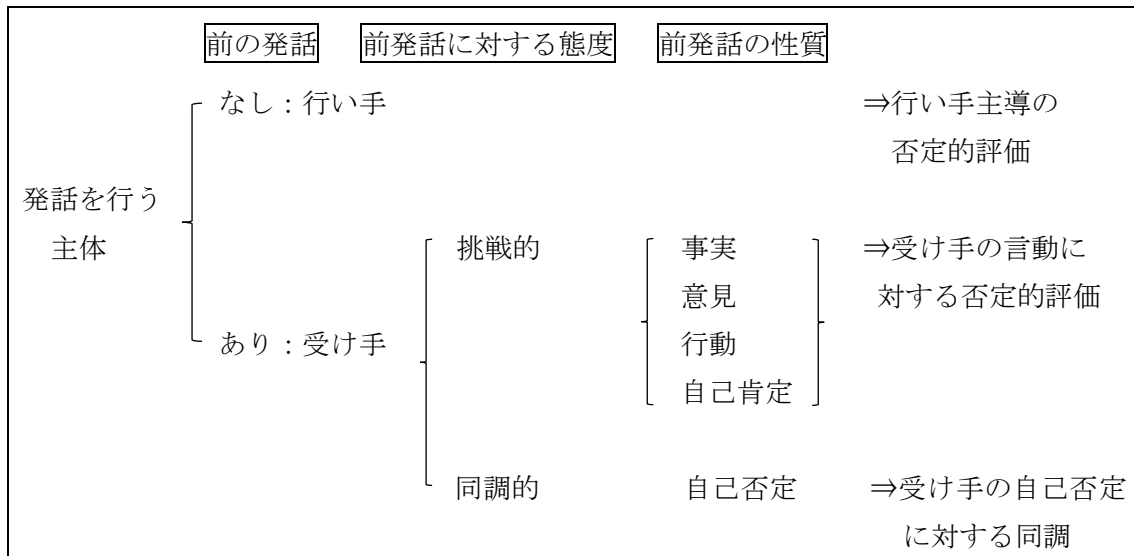 前の発話 前発話に対する態度 前発話の性質
なし：行い手 ⇒行い手主導の
否定的評価
発話を行う
主体 挑戦的 事実 ⇒受け手の言動に
意見 対する否定的評価
あり：受け手 行動
自己肯定
同調的 自己否定 ⇒受け手の自己否定
に対する同調